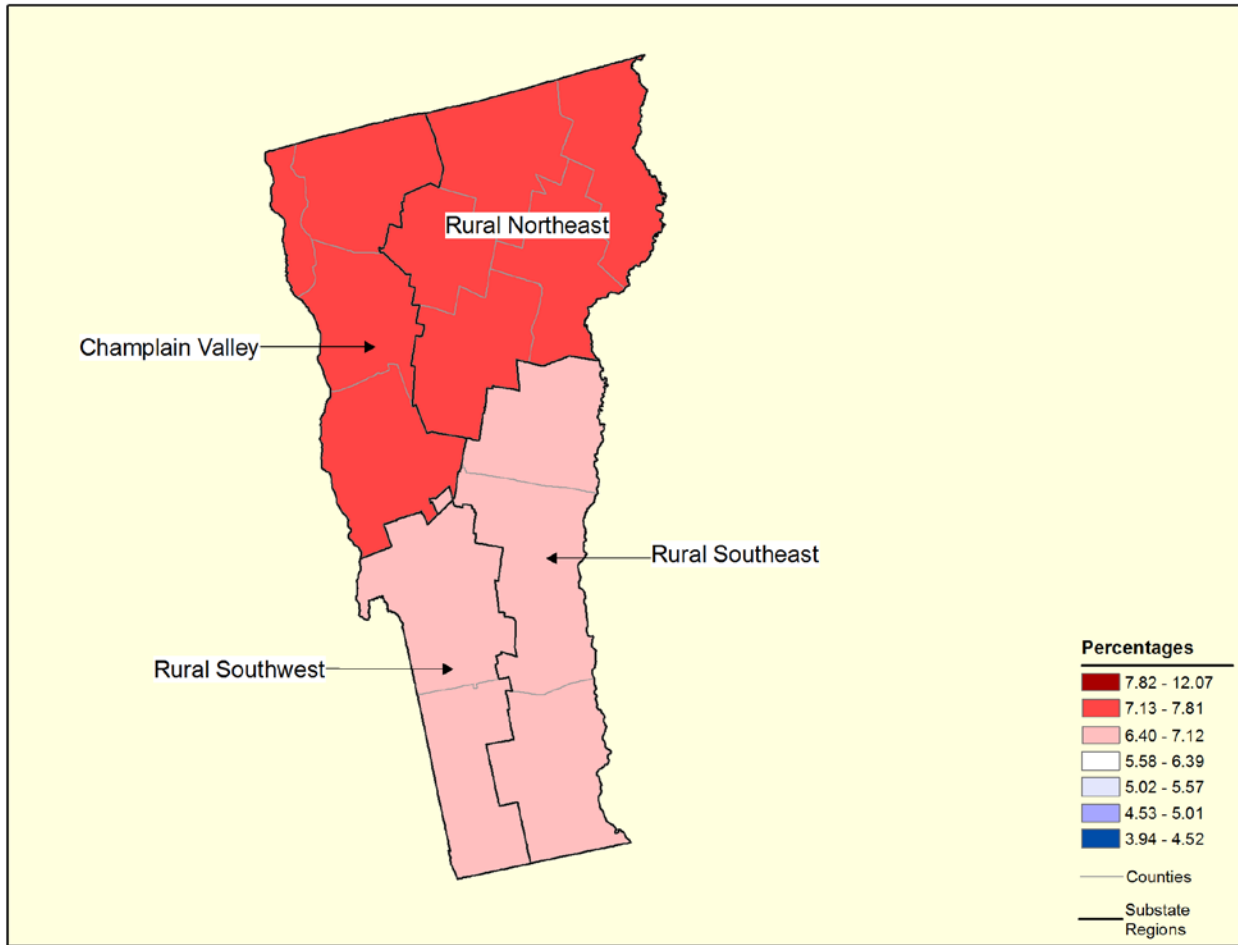 Rural Northeast
Champlain Valley
Rural Southeast
Rural Southwest
Percentages
7.82 - 12.07
7.13 - 7.81
6.40 - 7.12
5.58 - 6.39
5.02 - 5.57
4.53 - 5.01
3.94 - 4.52
Counties
Substate
Regions